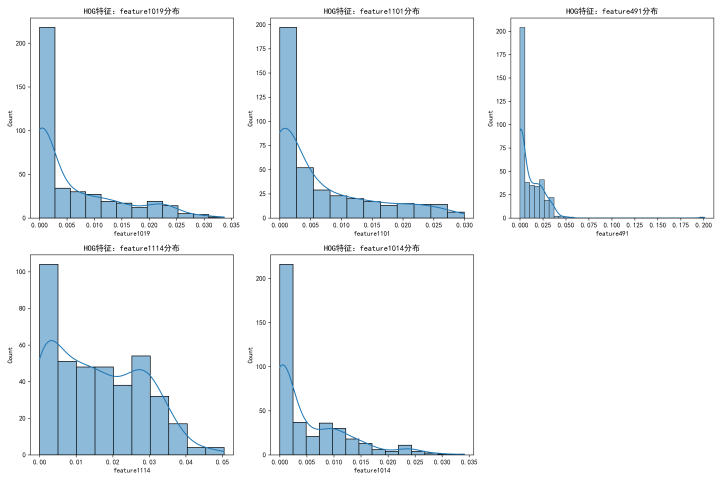 HOG特征：feature1019分布
Count
200
150
100
50
0
0.000 0.005 0.010 0.015 0.020 0.025 0.030 0.035
feature1019
HOG特征：feature1101分布
Count
200
175
150
125
100
75
50
25
0
0.000 0.005 0.010 0.015 0.020 0.025 0.030
feature1101
HOG特征：feature491分布
Count
200
175
150
125
100
75
50
25
0
0.000 0.025 0.050 0.075 0.100 0.125 0.150 0.175 0.200
feature491
HOG特征：feature1114分布
Count
100
80
60
40
20
0
0.00 0.01 0.02 0.03 0.04 0.05
feature1114
HOG特征：feature1014分布
Count
200
150
100
50
0
0.000 0.005 0.010 0.015 0.020 0.025 0.030 0.035
feature1014